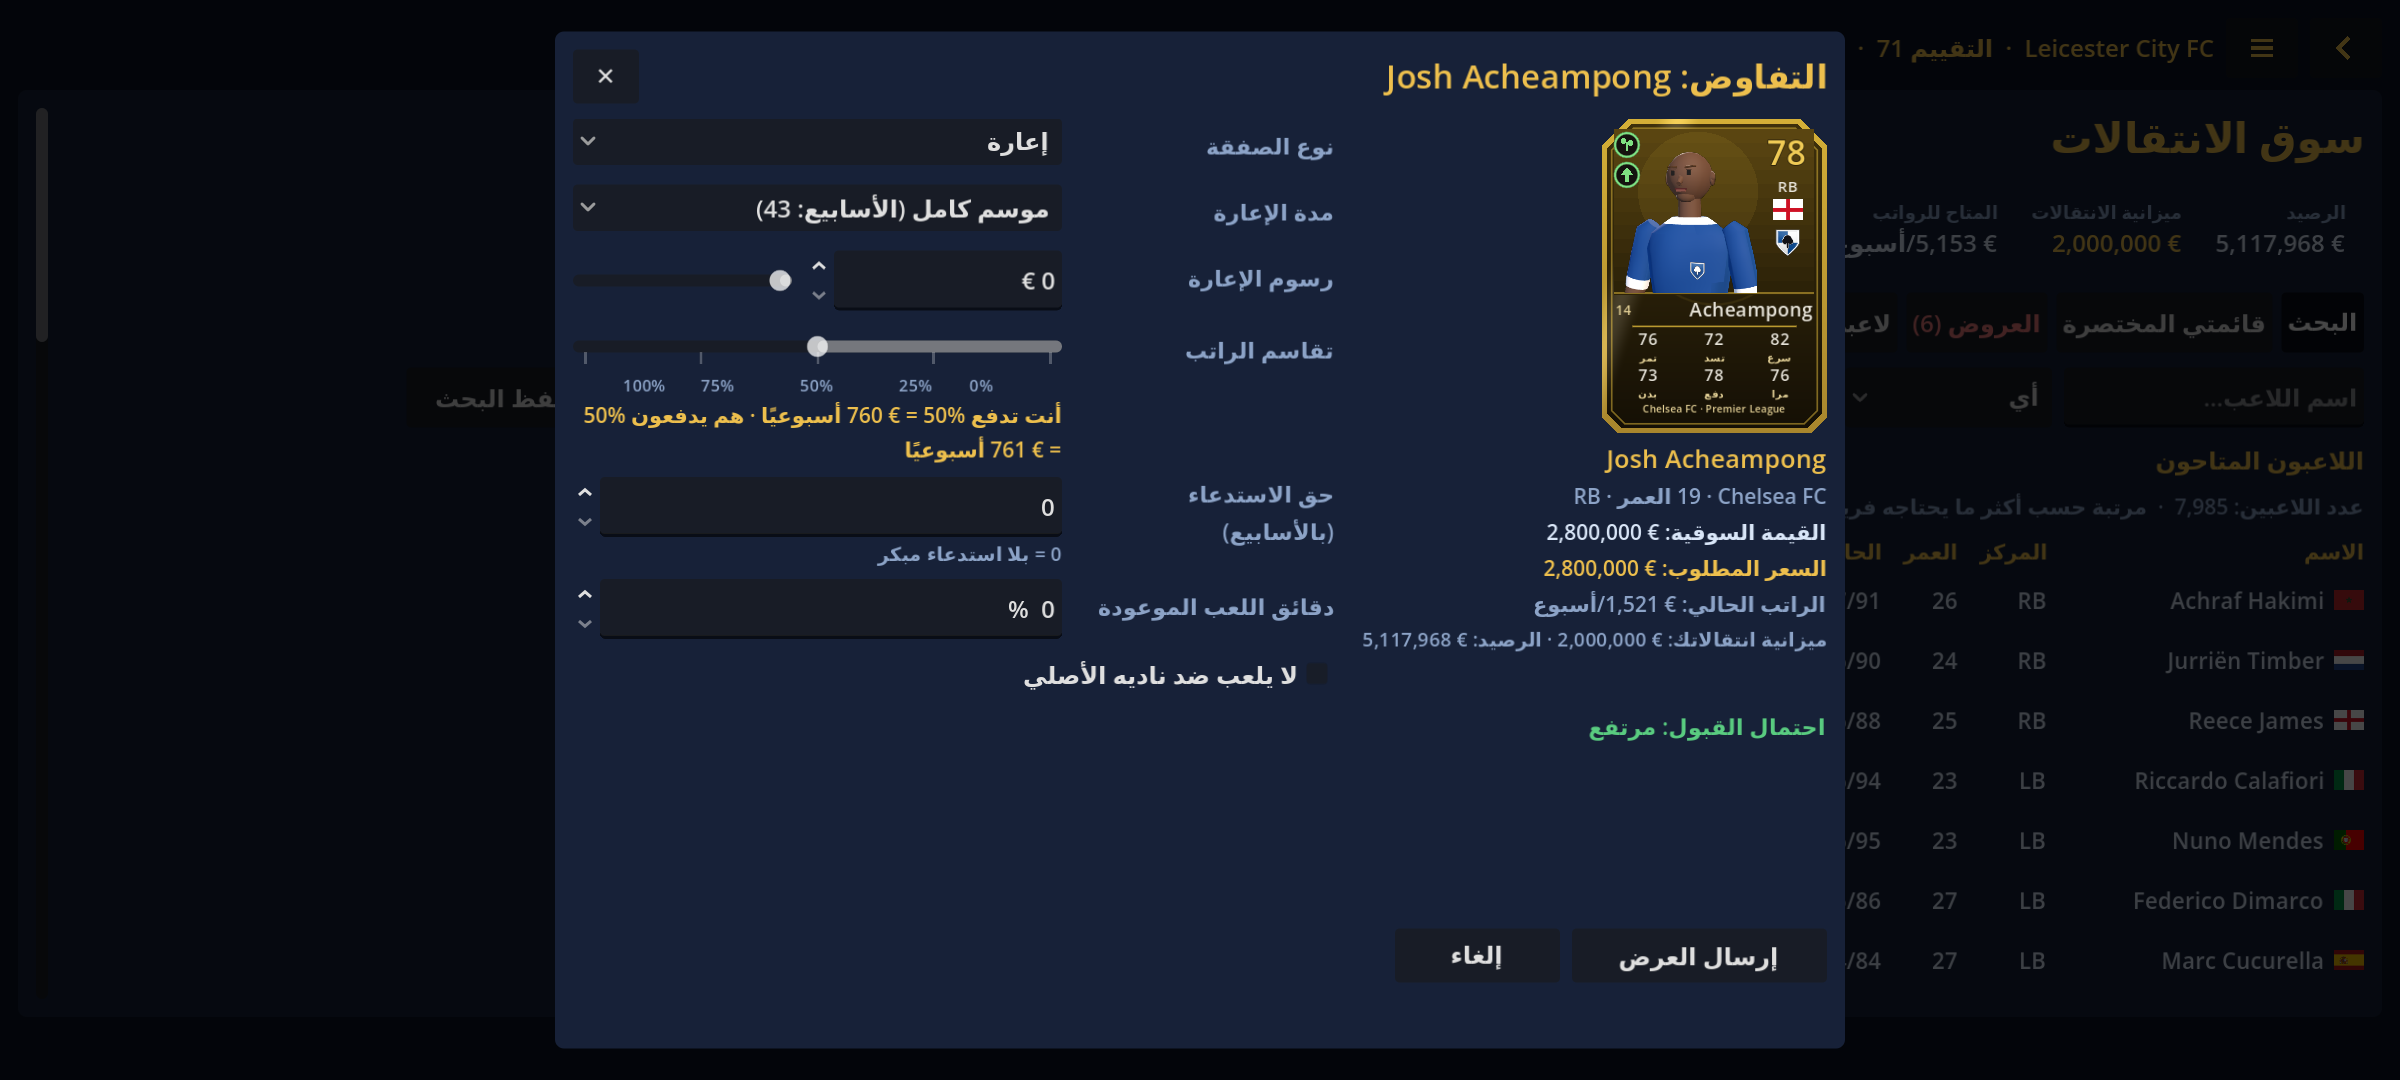 Leicester City FC · التقييم 71 ·
سوق الانتقالات
الرصيد
ميزانية الانتقالات
المتاح للرواتب
5,117,968 €
2,000,000 €
5,153 €/أسبوع
البحث
قائمتي المختصرة
العروض (6)
اسم اللاعب...
أي
اللاعبون المتاحون
عدد اللاعبين: 7,985 · مرتبة حسب أكثر ما يحتاجه
الاسم
المركز
العمر
Achraf Hakimi
RB
26
/91
Jurriën Timber
RB
24
/90
Reece James
RB
25
/88
Riccardo Calafiori
LB
23
/94
Nuno Mendes
LB
23
/95
Federico Dimarco
LB
27
/86
Marc Cucurella
LB
27
/84
التفاوض: Josh Acheampong
×
78
RB
14
Acheampong
82
72
76
سرع
تسد
تمر
76
78
73
مرا
دفع
بدن
Chelsea FC · Premier League
Josh Acheampong
RB · العمر 19 · Chelsea FC
القيمة السوقية: € 2,800,000
السعر المطلوب: € 2,800,000
الراتب الحالي: € 1,521/أسبوع
ميزانية انتقالاتك: € 2,000,000 · الرصيد: € 5,117,968
احتمال القبول: مرتفع
نوع الصفقة
إعارة
مدة الإعارة
موسم كامل (الأسابيع: 43)
رسوم الإعارة
€ 0
تقاسم الراتب
0%
25%
50%
75%
100%
أنت تدفع 50% = € 760 أسبوعيًا · هم يدفعون 50%
= € 761 أسبوعيًا
حق الاستدعاء
(بالأسابيع)
0
0 = بلا استدعاء مبكر
دقائق اللعب الموعودة
% 0
لا يلعب ضد ناديه الأصلي
إرسال العرض
إلغاء